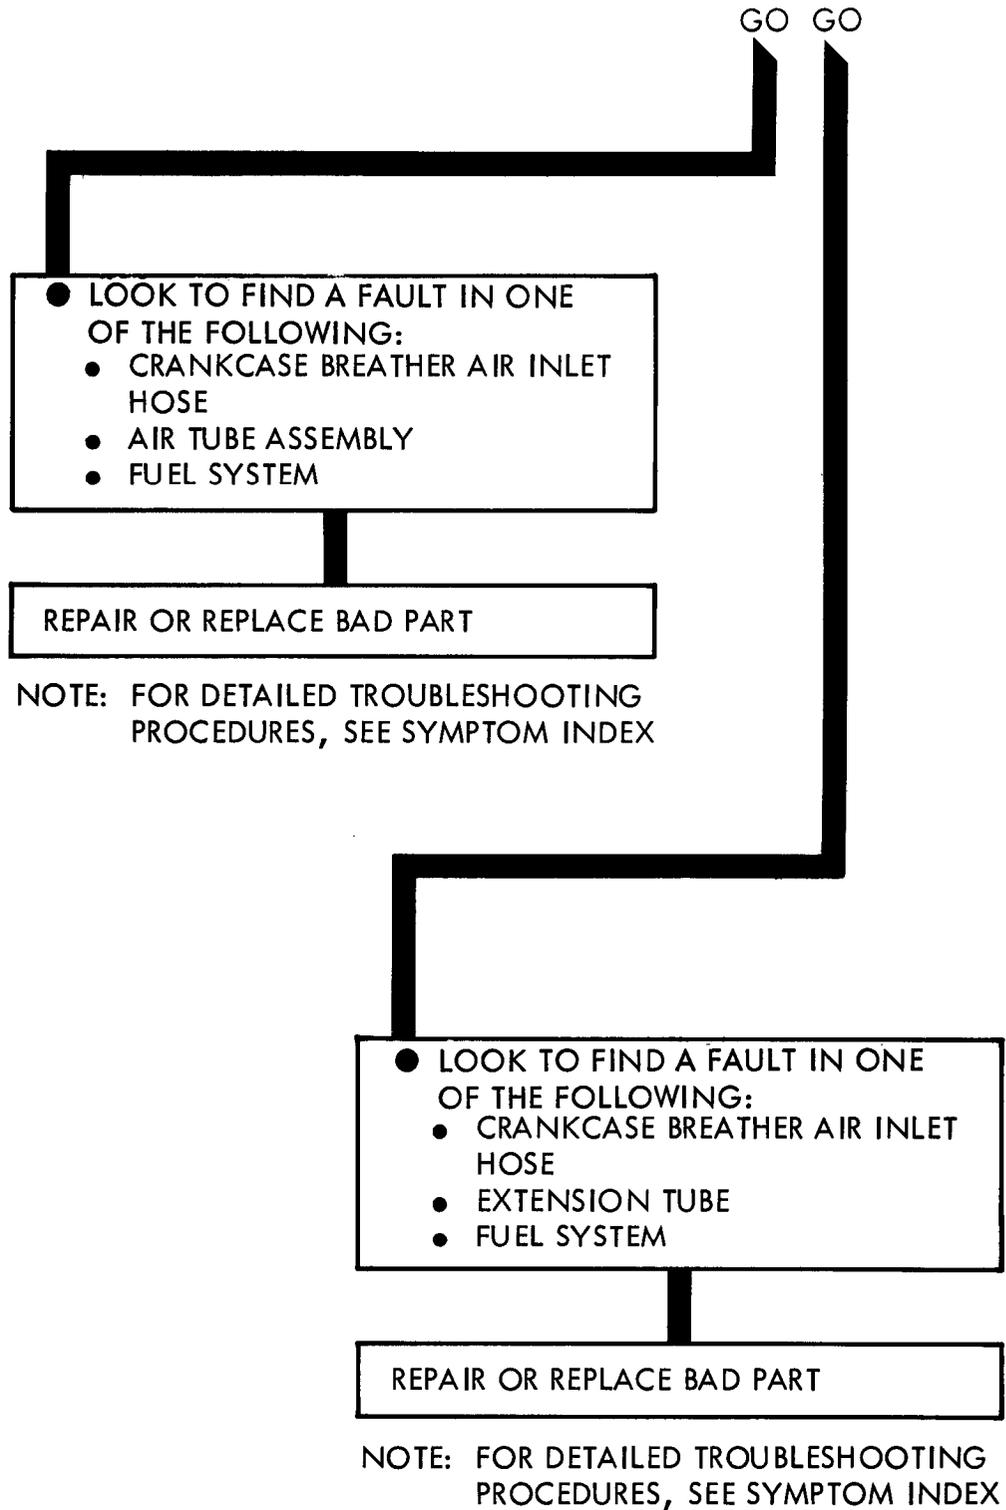 GO GO
● LOOK TO FIND A FAULT IN ONE
OF THE FOLLOWING:
● CRANKCASE BREATHER AIR INLET
HOSE
● AIR TUBE ASSEMBLY
● FUEL SYSTEM
REPAIR OR REPLACE BAD PART
NOTE: FOR DETAILED TROUBLESHOOTING
PROCEDURES, SEE SYMPTOM INDEX
● LOOK TO FIND A FAULT IN ONE
OF THE FOLLOWING:
● CRANKCASE BREATHER AIR INLET
HOSE
● EXTENSION TUBE
● FUEL SYSTEM
REPAIR OR REPLACE BAD PART
NOTE: FOR DETAILED TROUBLESHOOTING
PROCEDURES, SEE SYMPTOM INDEX